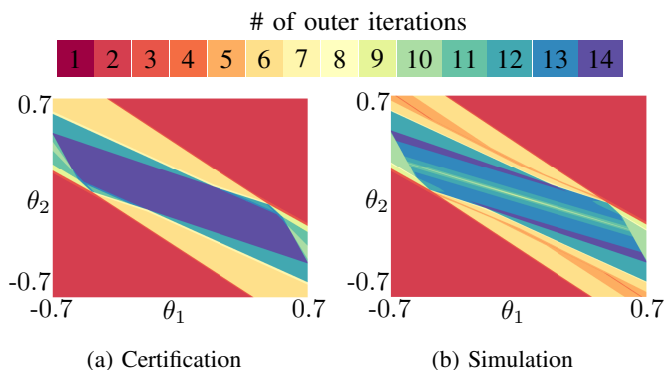 # of outer iterations
1 2 3 4 5 6 7 8 9 10 11 12 13 14
0.7 0.7
θ2 θ2
-0.7 -0.7
-0.7 θ1 0.7 -0.7 θ1 0.7
(a) Certification (b) Simulation